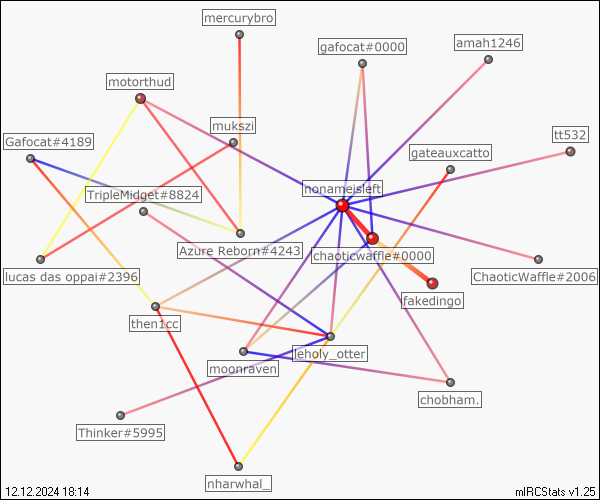 mercurybro
gafocat#0000
amah1246
motorthud
mukszi
tt532
Gafocat#4189
gateauxcatto
TripleMidget#8824
nonameisleft
Azure Reborn#4243
chaoticwaffle#0000
lucas das oppai#2396
ChaoticWaffle#2006
fakedingo
then1cc
leholy_otter
moonraven
chobham.
Thinker#5995
nharwhal_
12.12.2024 18:14
mIRCStats v1.25